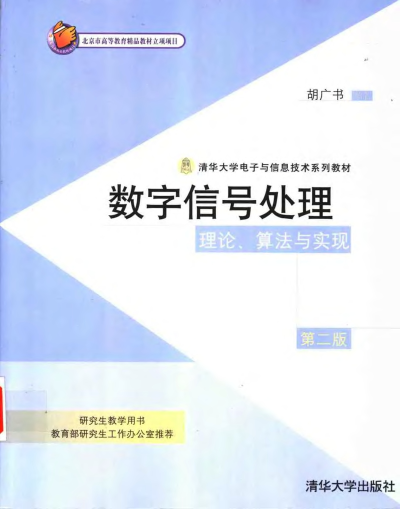 北京市高等教育精品教材立项项目
胡广书
清华大学电子与信息技术系列教材
数字信号处理
理论、算法与实现
第二版
研究生教学用书
教育部研究生工作办公室推荐
清华大学出版社